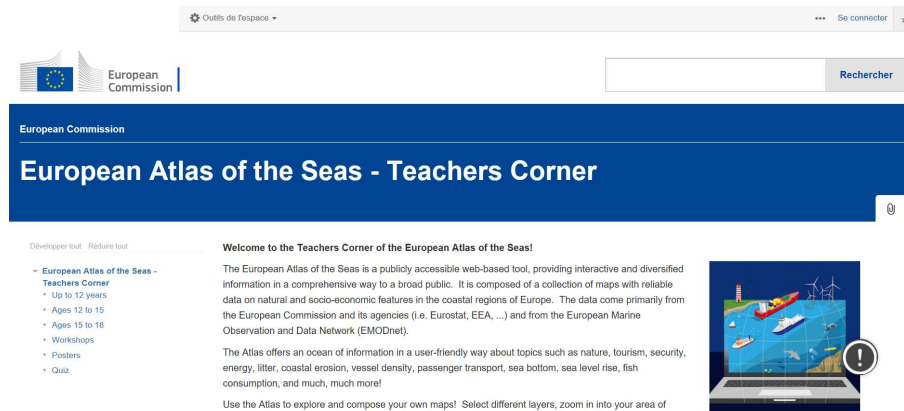 Outils de l'espace
Se connecter
European
Commission
Rechercher
European Commission
European Atlas of the Seas - Teachers Corner
Développer tout Réduire tout
European Atlas of the Seas -
Teachers Corner
Up to 12 years
Ages 12 to 15
Ages 15 to 18
Workshops
Posters
Quiz
Welcome to the Teachers Corner of the European Atlas of the Seas!
The European Atlas of the Seas is a publicly accessible web-based tool, providing interactive and diversified
information in a comprehensive way to a broad public. It is composed of a collection of maps with reliable
data on natural and socio-economic features in the coastal regions of Europe. The data come primarily from
the European Commission and its agencies (i.e. Eurostat, EEA, ...) and from the European Marine
Observation and Data Network (EMODnet).
The Atlas offers an ocean of information in a user-friendly way about topics such as nature, tourism, security,
energy, litter, coastal erosion, vessel density, passenger transport, sea bottom, sea level rise, fish
consumption, and much, much more!
Use the Atlas to explore and compose your own maps! Select different layers, zoom in into your area of